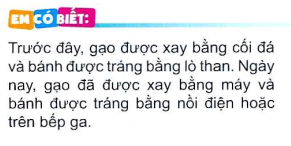 EM CÓ BIẾT:
Trước đây, gạo được xay bằng cối đá
và bánh được tráng bằng lò than. Ngày
nay, gạo đã được xay bằng máy và
bánh được tráng bằng nồi điện hoặc
trên bếp ga.